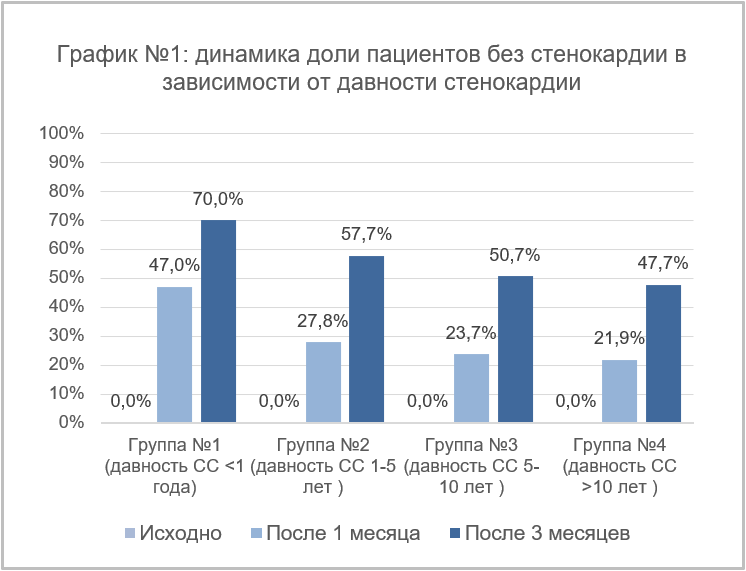 График №1: динамика доли пациентов без стенокардии в
зависимости от давности стенокардии
100%
90%
80%
70%
60%
50%
40%
30%
20%
10%
0%
0,0%
47,0%
70,0%
0,0%
27,8%
57,7%
0,0%
23,7%
50,7%
0,0%
21,9%
47,7%
Группа №1
(давность СС <1
года)
Группа №2
(давность СС 1-5
лет )
Группа №3
(давность СС 5-
10 лет )
Группа №4
(давность СС
>10 лет )
Исходно
После 1 месяца
После 3 месяцев